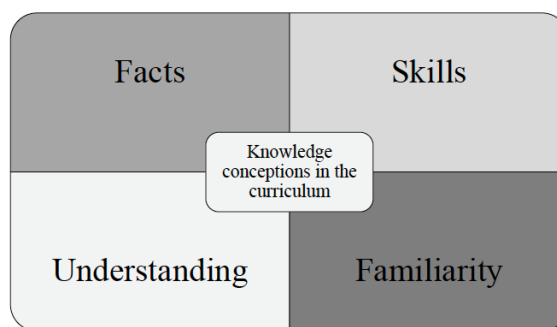 Facts
Skills
Knowledge
conceptions in the
curriculum
Understanding
Familiarity